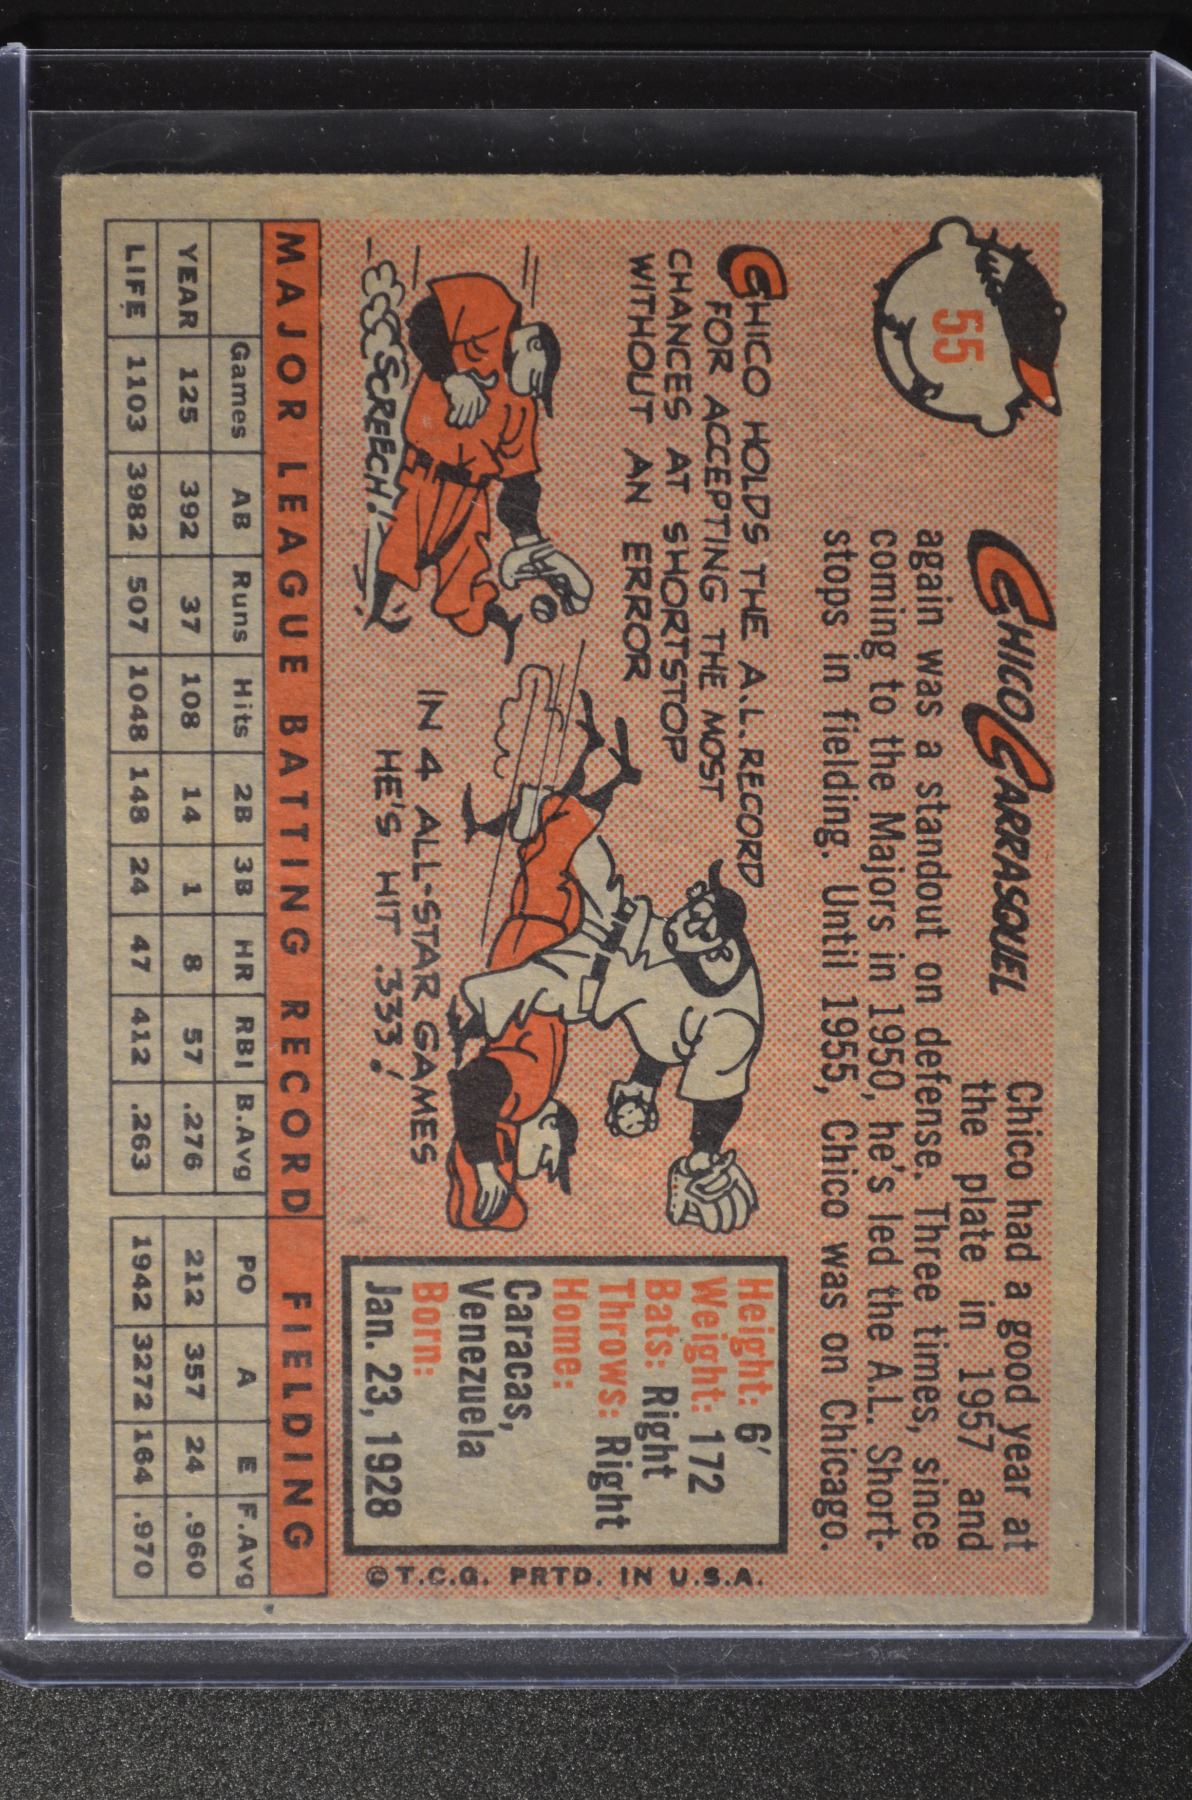 55
CHICO CARRASQUEL
Chico had a good year at
the plate in 1957 and
again was a standout on defense. Three times, since
coming to the Majors in 1950, he's led the A.L. Short-
stops in fielding. Until 1955, Chico was on Chicago.
CHICO HOLDS THE A.L. RECORD
FOR ACCEPTING THE MOST
CHANCES AT SHORTSTOP
WITHOUT AN ERROR
SCREECH!
IN 4 ALL-STAR GAMES
HE'S HIT .333!
Height: 6'
Weight: 172
Bats: Right
Throws: Right
Home:
Caracas,
Venezuela
Born:
Jan. 23, 1928
©T.C.G. PRTD. IN U.S.A.
MAJOR LEAGUE BATTING RECORD FIELDING
Games AB Runs Hits 2B 3B HR RBI B.Avg PO A E F.Avg
YEAR 125 392 37 108 14 1 8 57 .276 212 357 24 .960
LIFE 1103 3982 507 1048 148 24 47 412 .263 1942 3272 164 .970